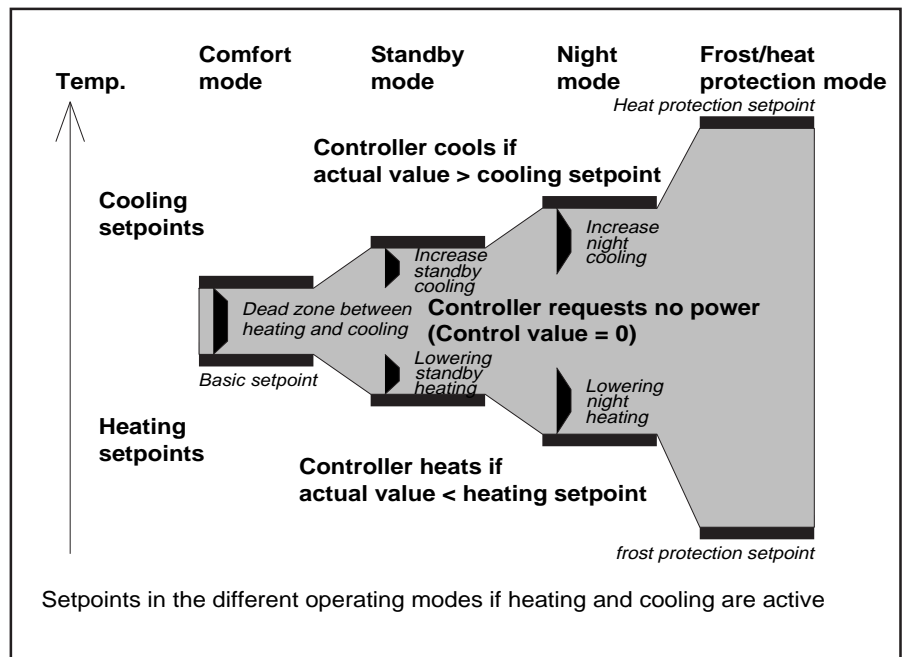 Comfort
mode
Standby
mode
Night
mode
Frost/heat
protection mode
Temp.
Heat protection setpoint
Controller cools if
actual value > cooling setpoint
Cooling
setpoints
Increase
standby
cooling
Increase
night
cooling
Dead zone between
heating and cooling
Controller requests no power
(Control value = 0)
Basic setpoint
Lowering
standby
heating
Lowering
night
heating
Heating
setpoints
Controller heats if
actual value < heating setpoint
frost protection setpoint
Setpoints in the different operating modes if heating and cooling are active